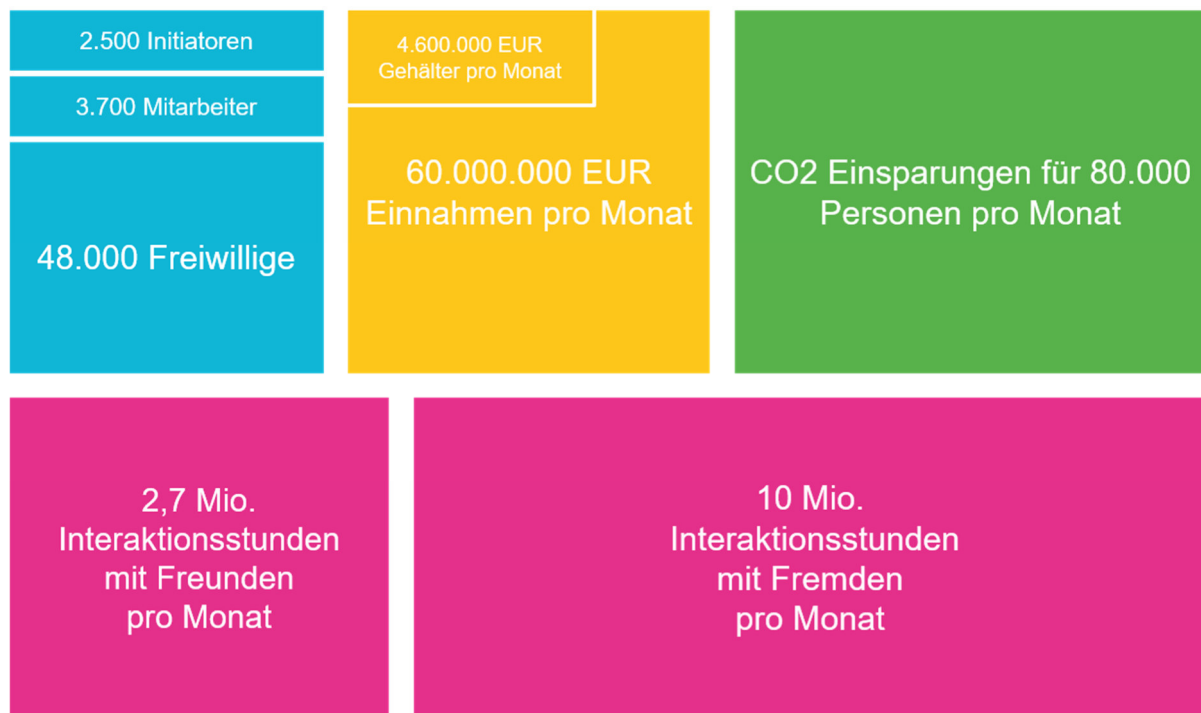 2.500 Initiatoren
3.700 Mitarbeiter
48.000 Freiwillige
4.600.000 EUR
Gehälter pro Monat
60.000.000 EUR
Einnahmen pro Monat
CO2 Einsparungen für 80.000
Personen pro Monat
2,7 Mio.
Interaktionsstunden
mit Freunden
pro Monat
10 Mio.
Interaktionsstunden
mit Fremden
pro Monat